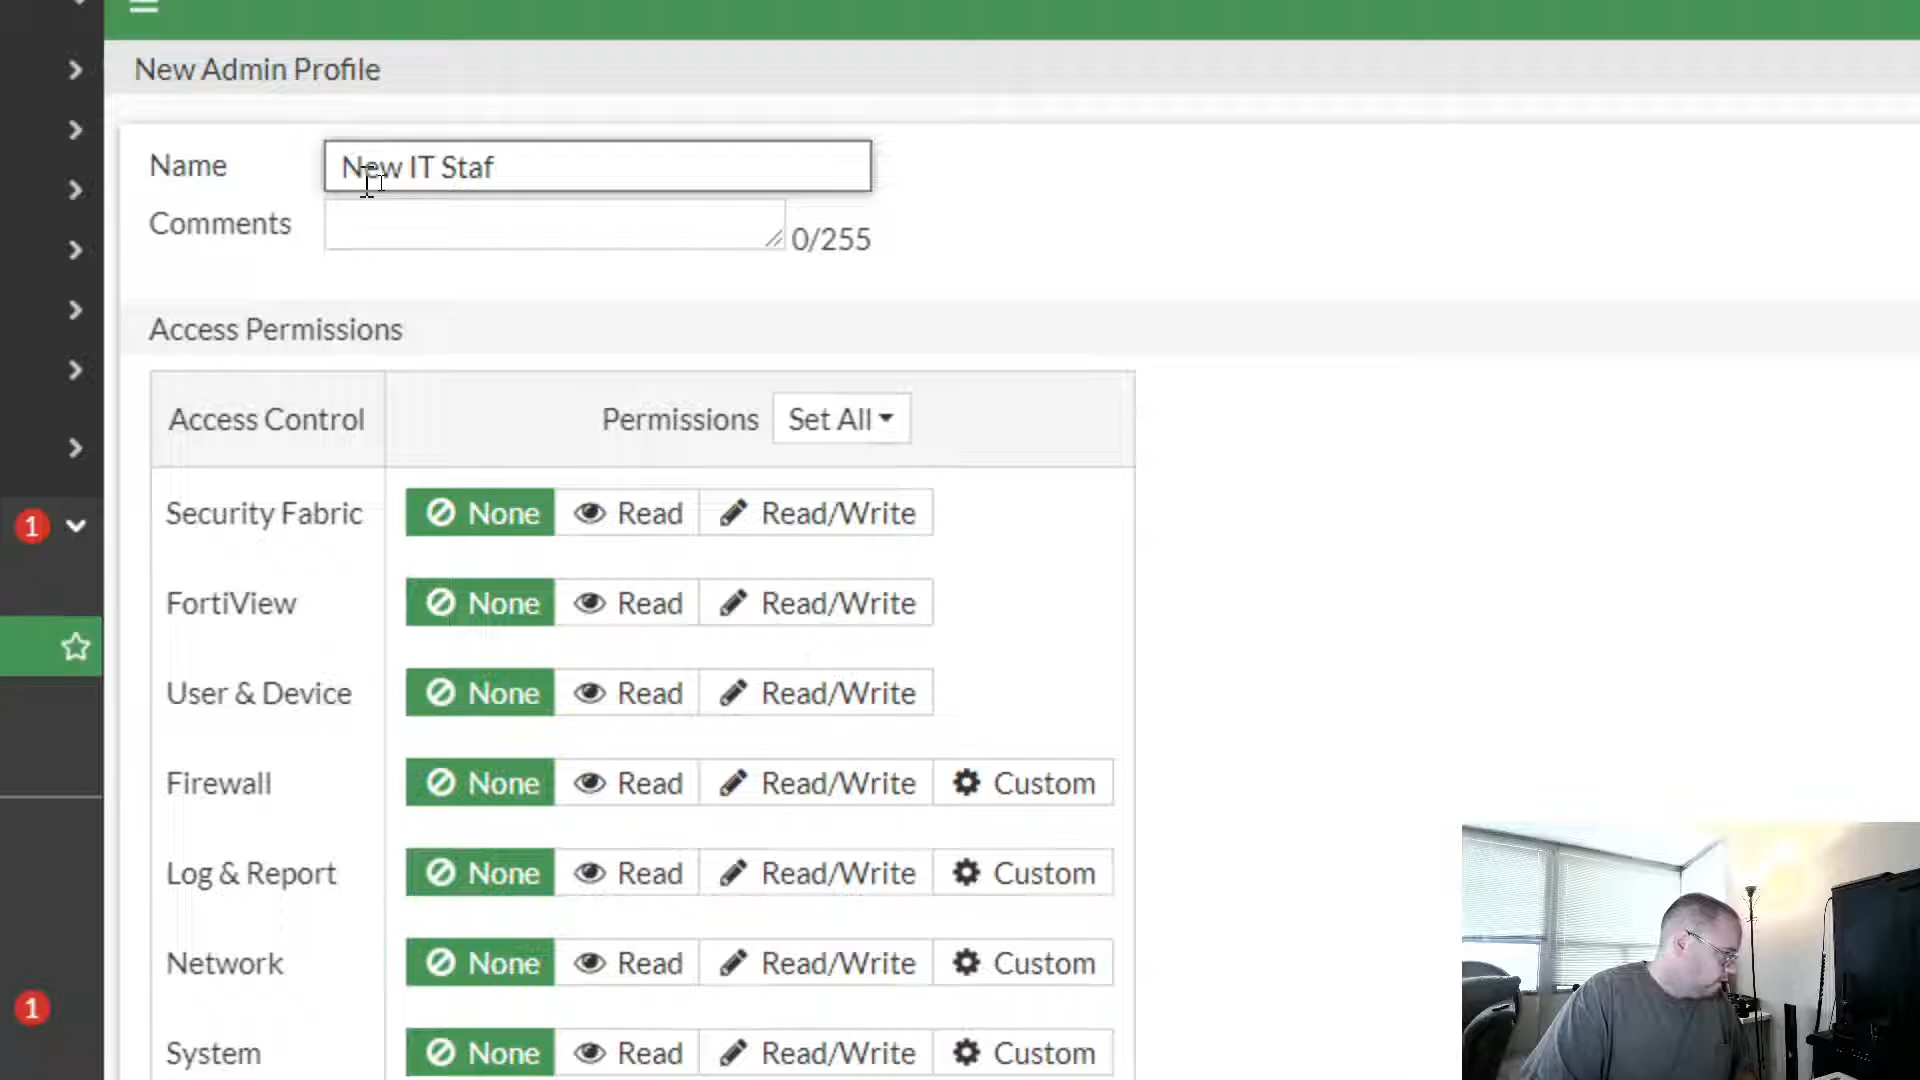 New Admin Profile
Name New IT Staf
Comments 0/255
Access Permissions
Access Control Permissions Set All
Security Fabric None Read Read/Write
FortiView None Read Read/Write
User & Device None Read Read/Write
Firewall None Read Read/Write Custom
Log & Report None Read Read/Write Custom
Network None Read Read/Write Custom
System None Read Read/Write Custom
1
1